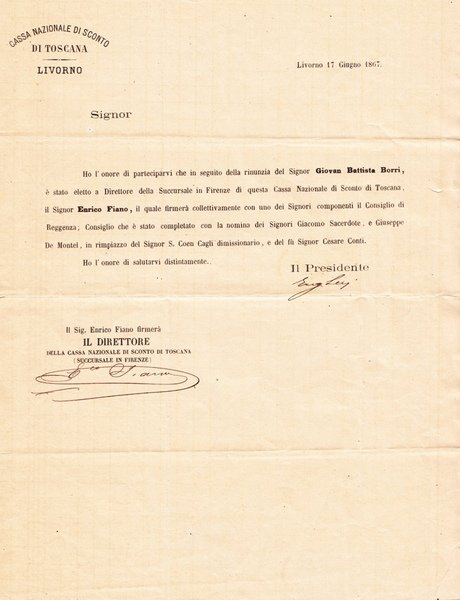 CASSA NAZIONALE DI SCONTO
DI TOSCANA
LIVORNO
Livorno 17 Giugno 1867.
Signor
Ho l'onore di parteciparvi che in seguito della rinunzia del Signor Giovan Battista Borri,
è stato eletto a Direttore della Succursale in Firenze di questa Cassa Nazionale di Sconto di Toscana,
il Signor Enrico Fiano, il quale firmerà collettivamente con uno dei Signori componenti il Consiglio di
Reggenza; Consiglio che è stato completato con la nomina dei Signori Giacomo Sacerdote, e Giuseppe
De Montel, in rimpiazzo del Signor S. Coen Cagli dimissionario, e del fù Signor Cesare Conti.
Ho l'onore di salutarvi distintamente.
Il Presidente
Il Sig. Enrico Fiano firmerà
IL DIRETTORE
DELLA CASSA NAZIONALE DI SCONTO DI TOSCANA
(SUCCURSALE IN FIRENZE)
Eco Fiano